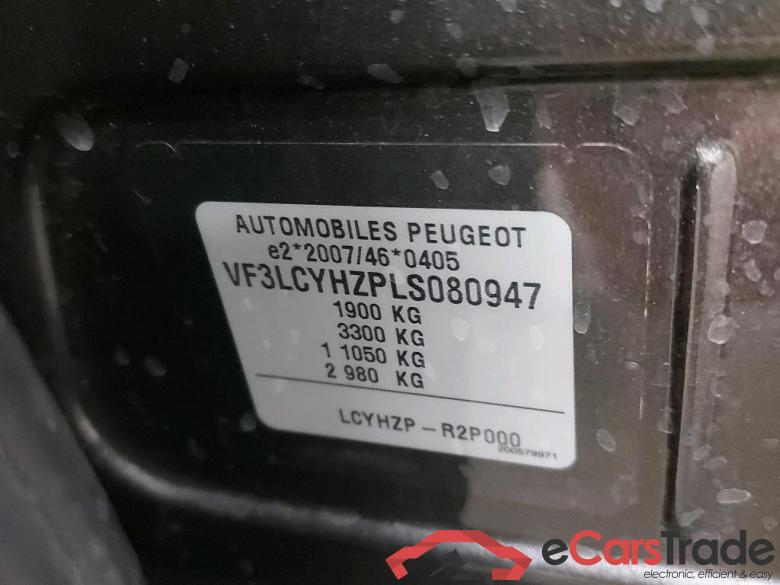 AUTOMOBILES PEUGEOT
e2*2007/46*0405
VF3LCYHZPLS080947
1900 KG
3300 KG
1 1050 KG
2 980 KG
LCYHZP - R2P000
200579971
eCarsTrade
electronic, efficient & easy